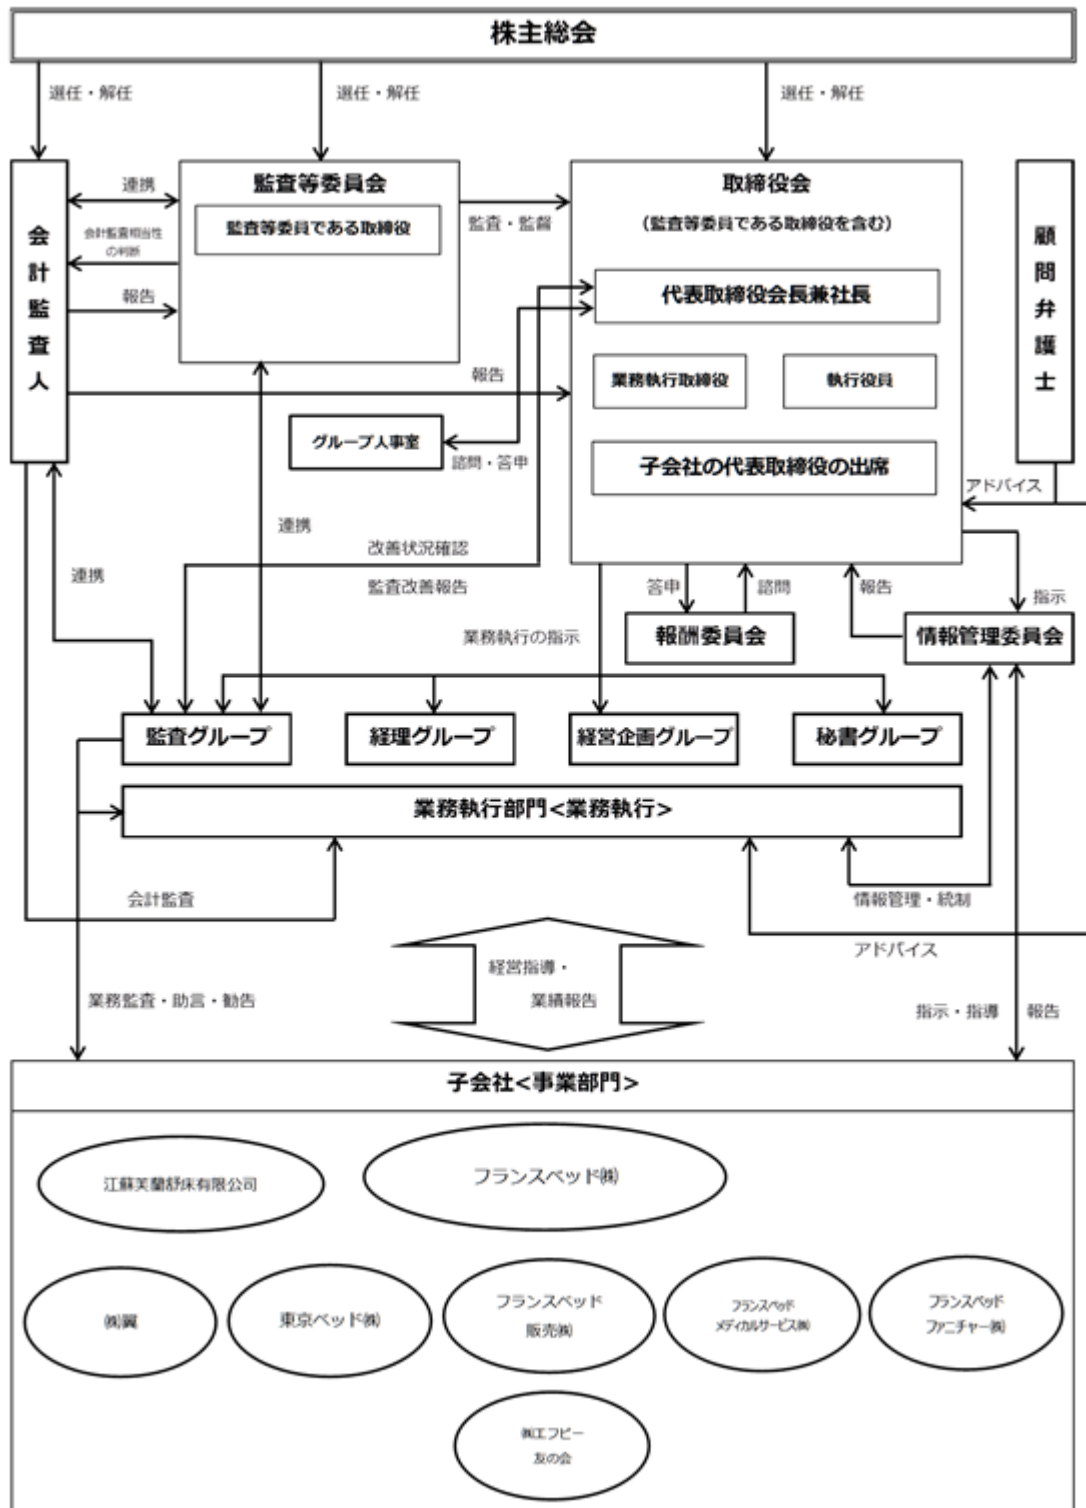 株主総会
選任・解任
選任・解任
選任・解任
会計監査人
連携
会計監査相当性
の判断
報告
監査等委員会
監査等委員である取締役
監査・監督
取締役会
（監査等委員である取締役を含む）
代表取締役会長兼社長
業務執行取締役
執行役員
子会社の代表取締役の出席
顧問弁護士
報告
グループ人事室
諮問・答申
アドバイス
連携
連携
改善状況確認
監査改善報告
業務執行の指示
答申
諮問
報告
指示
報酬委員会
情報管理委員会
監査グループ
経理グループ
経営企画グループ
秘書グループ
業務執行部門<業務執行>
会計監査
情報管理・統制
アドバイス
経営指導・
業績報告
業務監査・助言・勧告
指示・指導
報告
子会社<事業部門>
江蘇芙蘭舒床有限公司
フランスベッド㈱
㈱翼
東京ベッド㈱
フランスベッド
販売㈱
フランスベッド
メディカルサービス㈱
フランスベッド
ファニチャー㈱
㈱エフビー
友の会